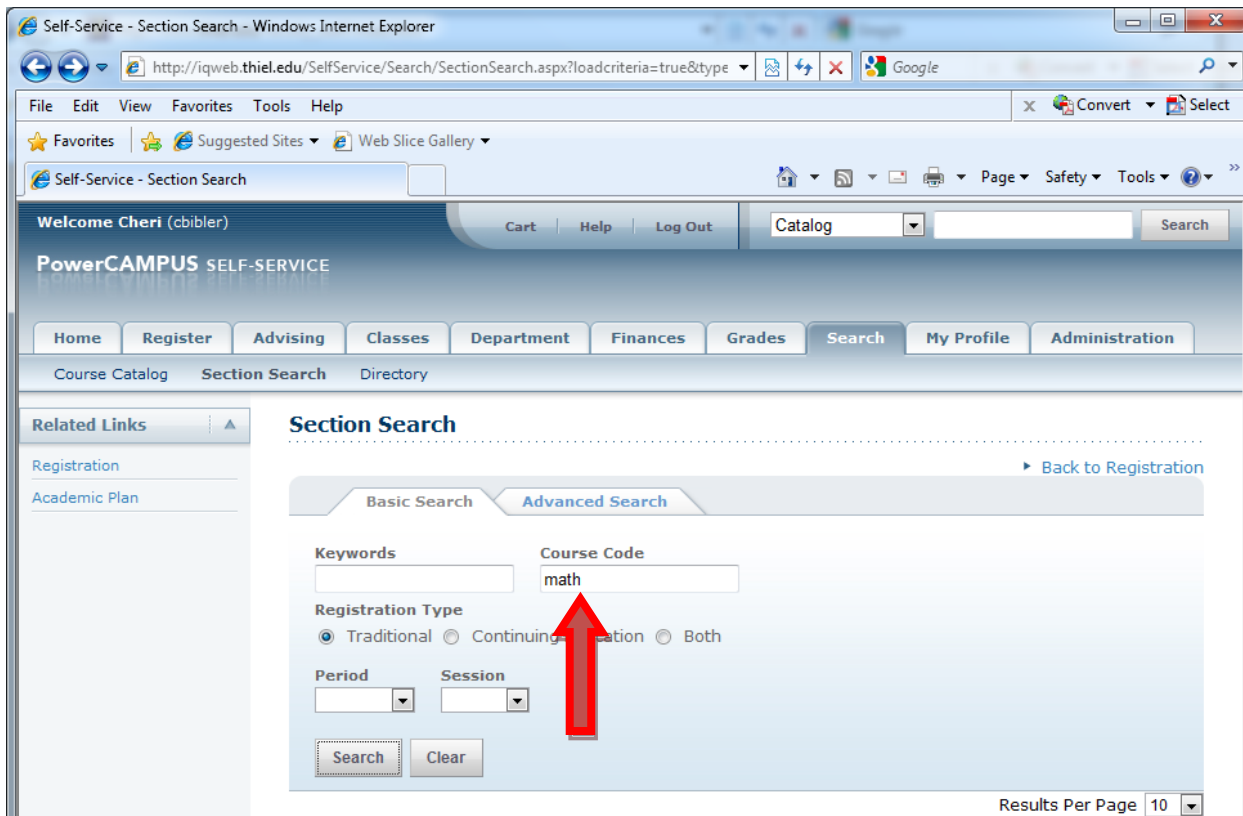 Self-Service - Section Search - Windows Internet Explorer
http://iqweb.thiel.edu/SelfService/Search/SectionSearch.aspx?loadcriteria=true&type Google
File Edit View Favorites Tools Help x Convert Select
Favorites Suggested Sites Web Slice Gallery
Self-Service - Section Search Page Safety Tools »
Welcome Cheri (cbibler) Cart Help Log Out Catalog Search
PowerCAMPUS SELF-SERVICE
Home Register Advising Classes Department Finances Grades Search My Profile Administration
Course Catalog Section Search Directory
Related Links
Registration
Academic Plan
Section Search
Back to Registration
Basic Search Advanced Search
Keywords Course Code
math
Registration Type
Traditional Continuing Both
Period Session
Search Clear
Results Per Page 10